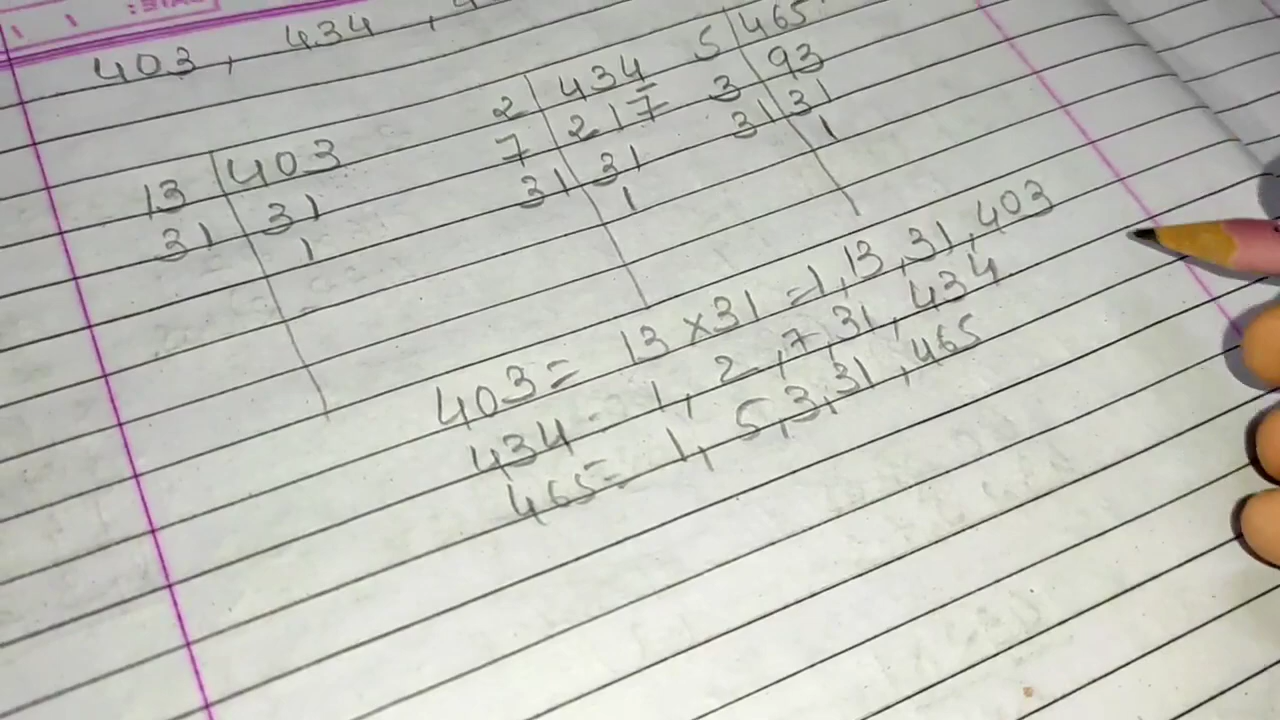 403, 434,
13 | 403
31 | 31
1
2 | 434
7 | 217
31 | 31
1
5 | 465
3 | 93
31 | 31
1
403 = 13 × 31 = 1, 13, 31, 403
434 = 1, 2, 7, 31, 434
465 = 1, 5, 3, 31, 465